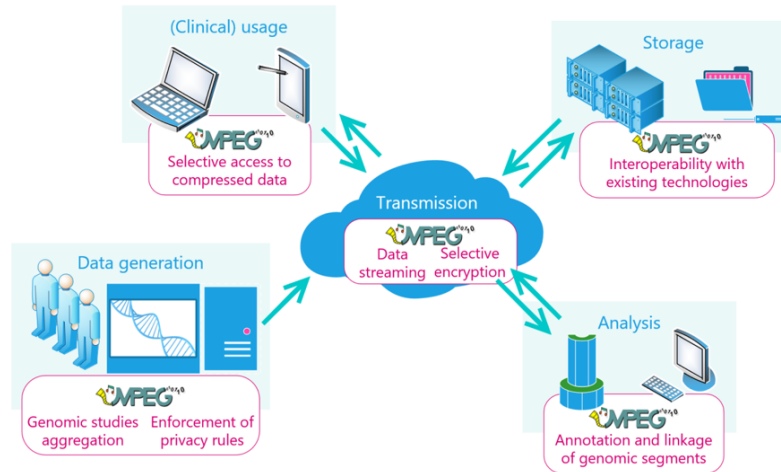 (Clinical) usage
MPEG
Selective access to
compressed data
Storage
MPEG
Interoperability with
existing technologies
Transmission
MPEG
Data
streaming
Selective
encryption
Data generation
MPEG
Genomic studies
aggregation
Enforcement of
privacy rules
Analysis
MPEG
Annotation and linkage
of genomic segments